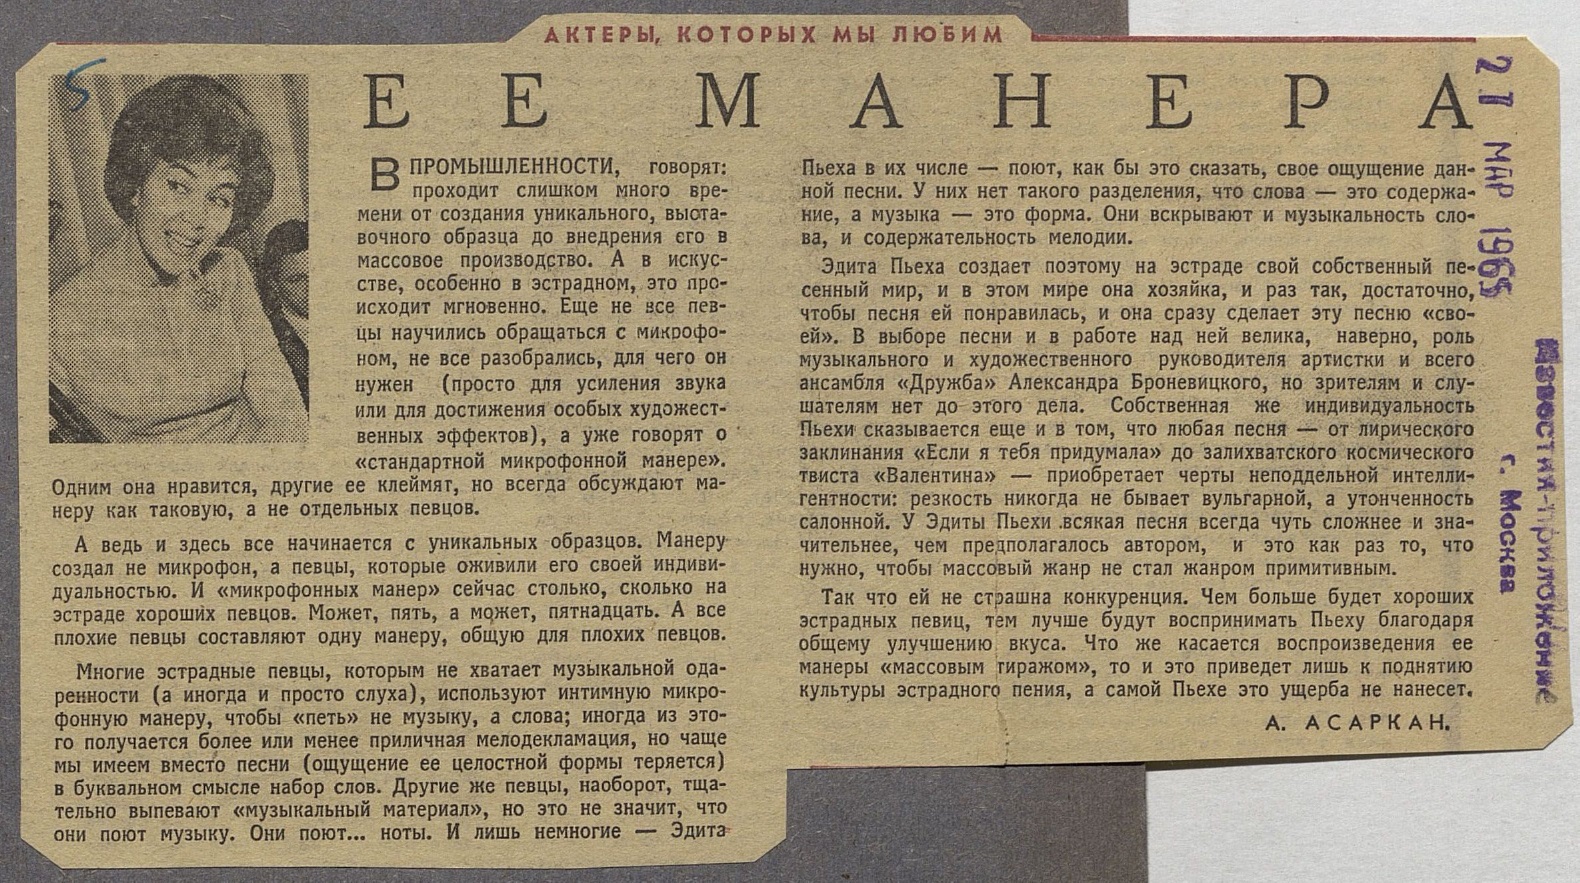 АКТЕРЫ, КОТОРЫХ МЫ ЛЮБИМ
5
ЕЕ МАНЕРА
В ПРОМЫШЛЕННОСТИ, говорят:
проходит слишком много вре-
мени от создания уникального, выста-
вочного образца до внедрения его в
массовое производство. А в искус-
стве, особенно в эстрадном, это про-
исходит мгновенно. Еще не все пев-
цы научились обращаться с микрофо-
ном, не все разобрались, для чего он
нужен (просто для усиления звука
или для достижения особых художест-
венных эффектов), а уже говорят о
«стандартной микрофонной манере».
Одним она нравится, другие ее клеймят, но всегда обсуждают ма-
неру как таковую, а не отдельных певцов.
А ведь и здесь все начинается с уникальных образцов. Манеру
создал не микрофон, а певцы, которые оживили его своей индиви-
дуальностью. И «микрофонных манер» сейчас столько, сколько на
эстраде хороших певцов. Может, пять, а может, пятнадцать. А все
плохие певцы составляют одну манеру, общую для плохих певцов.
Многие эстрадные певцы, которым не хватает музыкальной ода-
ренности (а иногда и просто слуха), используют интимную микро-
фонную манеру, чтобы «петь» не музыку, а слова; иногда из это-
го получается более или менее приличная мелодекламация, но чаще
мы имеем вместо песни (ощущение ее целостной формы теряется)
в буквальном смысле набор слов. Другие же певцы, наоборот, тща-
тельно выпевают «музыкальный материал», но это не значит, что
они поют музыку. Они поют... ноты. И лишь немногие — Эдита
Пьеха в их числе — поют, как бы это сказать, свое ощущение дан-
ной песни. У них нет такого разделения, что слова — это содержа-
ние, а музыка — это форма. Они вскрывают и музыкальность сло-
ва, и содержательность мелодии.
Эдита Пьеха создает поэтому на эстраде свой собственный пе-
сенный мир, и в этом мире она хозяйка, и раз так, достаточно,
чтобы песня ей понравилась, и она сразу сделает эту песню «сво-
ей». В выборе песни и в работе над ней велика, наверно, роль
музыкального и художественного руководителя артистки и всего
ансамбля «Дружба» Александра Броневицкого, но зрителям и слу-
шателям нет до этого дела. Собственная же индивидуальность
Пьехи сказывается еще и в том, что любая песня — от лирического
заклинания «Если я тебя придумала» до залихватского космического
твиста «Валентина» — приобретает черты неподдельной интелли-
гентности: резкость никогда не бывает вульгарной, а утонченность
салонной. У Эдиты Пьехи всякая песня всегда чуть сложнее и зна-
чительнее, чем предполагалось автором, и это как раз то, что
нужно, чтобы массовый жанр не стал жанром примитивным.
Так что ей не страшна конкуренция. Чем больше будет хороших
эстрадных певиц, тем лучше будут воспринимать Пьеху благодаря
общему улучшению вкуса. Что же касается воспроизведения ее
манеры «массовым тиражом», то и это приведет лишь к поднятию
культуры эстрадного пения, а самой Пьехе это ущерба не нанесет.
А. АСАРКАН.
МАР 1965
Известия-приложение
г. Москва